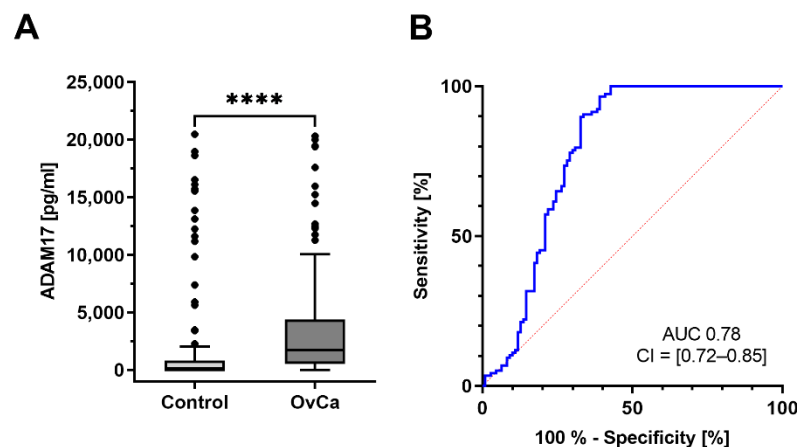 A
ADAM17 [pg/ml]
25,000
20,000
15,000
10,000
5,000
0
****
Control
OvCa
B
Sensitivity [%]
100
50
0
AUC 0.78
CI = [0.72–0.85]
0
50
100
100 % - Specificity [%]